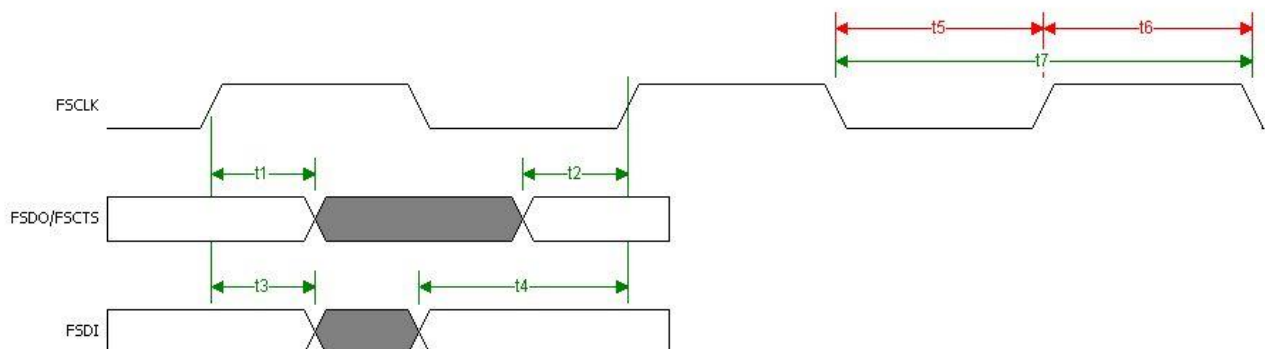 t5 t6
t7
FSCLK
t1 t2
FSDO/FSCTS
t3 t4
FSDI